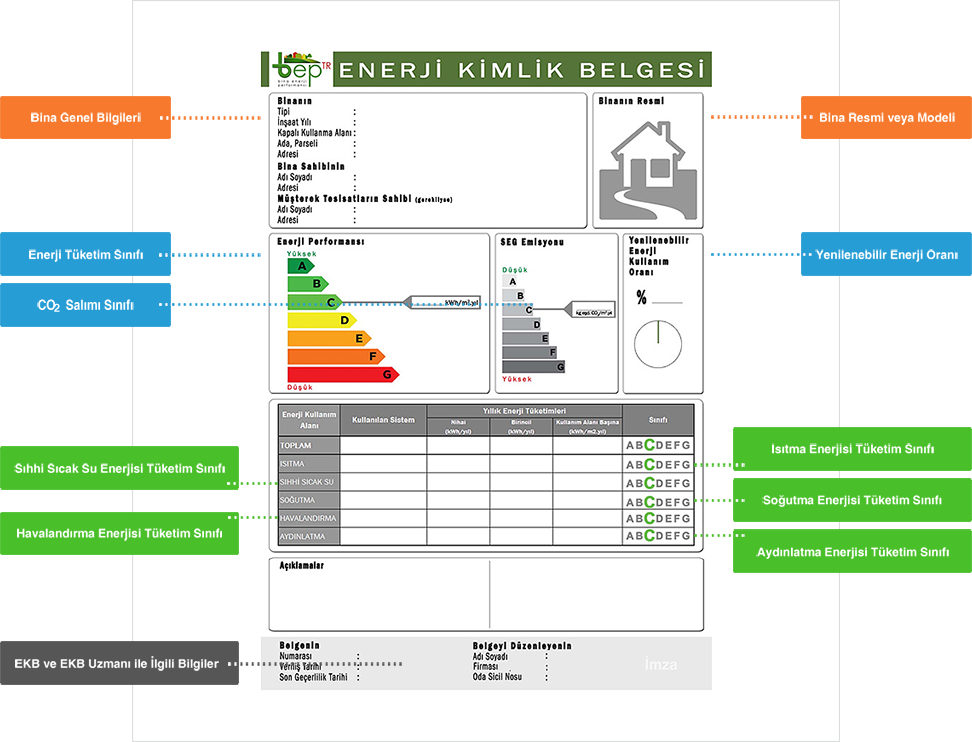 bep TR
bina enerji
performansı
ENERJİ KİMLİK BELGESİ
Bina Genel Bilgileri
Binanın
Tipi :
İnşaat Yılı :
Kapalı Kullanma Alanı :
Ada, Parseli :
Adresi :
Bina Sahibinin
Adı Soyadı :
Adresi :
Müşterek Tesisatların Sahibi (gerekliyse)
Adı Soyadı :
Adresi :
Binanın Resmi
Bina Resmi veya Modeli
Enerji Tüketim Sınıfı
CO2 Salımı Sınıfı
Enerji Performansı
Yüksek
A
B
C
kWh/m2.yıl
D
E
F
G
Düşük
SEG Emisyonu
Düşük
A
B
C
kg eşd. CO2/m².yıl
D
E
F
G
Yüksek
Yenilenebilir
Enerji
Kullanım
Oranı
%
Yenilenebilir Enerji Oranı
Enerji Kullanım Alanı
Kullanılan Sistem
Yıllık Enerji Tüketimleri
Nihai (kWh/yıl)
Birincil (kWh/yıl)
Kullanım Alanı Başına (kWh/m2.yıl)
Sınıfı
TOPLAM ABCDEFG
ISITMA ABCDEFG
SIHHİ SICAK SU ABCDEFG
SOĞUTMA ABCDEFG
HAVALANDIRMA ABCDEFG
AYDINLATMA ABCDEFG
Sıhhi Sıcak Su Enerjisi Tüketim Sınıfı
Havalandırma Enerjisi Tüketim Sınıfı
Isıtma Enerjisi Tüketim Sınıfı
Soğutma Enerjisi Tüketim Sınıfı
Aydınlatma Enerjisi Tüketim Sınıfı
Açıklamalar
EKB ve EKB Uzmanı ile İlgili Bilgiler
Belgenin
Numarası :
Veriliş Tarihi :
Son Geçerlilik Tarihi :
Belgeyi Düzenleyenin
Adı Soyadı :
Firması :
Oda Sicil Nosu :
İmza